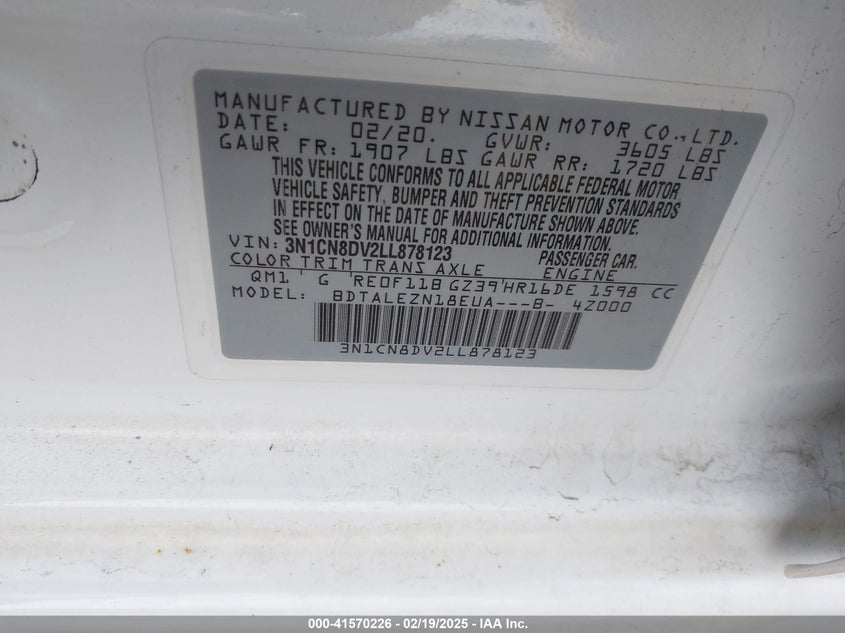 MANUFACTURED BY NISSAN MOTOR CO., LTD.
DATE: 02/20. GVWR: 3605 LBS
GAWR FR: 1907 LBS GAWR RR: 1720 LBS
THIS VEHICLE CONFORMS TO ALL APPLICABLE FEDERAL MOTOR
VEHICLE SAFETY, BUMPER AND THEFT PREVENTION STANDARDS
IN EFFECT ON THE DATE OF MANUFACTURE SHOWN ABOVE.
SEE OWNER'S MANUAL FOR ADDITIONAL INFORMATION.
VIN: 3N1CN8DV2LL878123 PASSENGER CAR.
COLOR TRIM TRANS AXLE ENGINE
QM1 G RE0F11B GZ39 HR16DE 1598 CC
MODEL: BDTALEZN18EUA---B- 4Z000
3N1CN8DV2LL878123
000-41570226 - 02/19/2025 - IAA Inc.